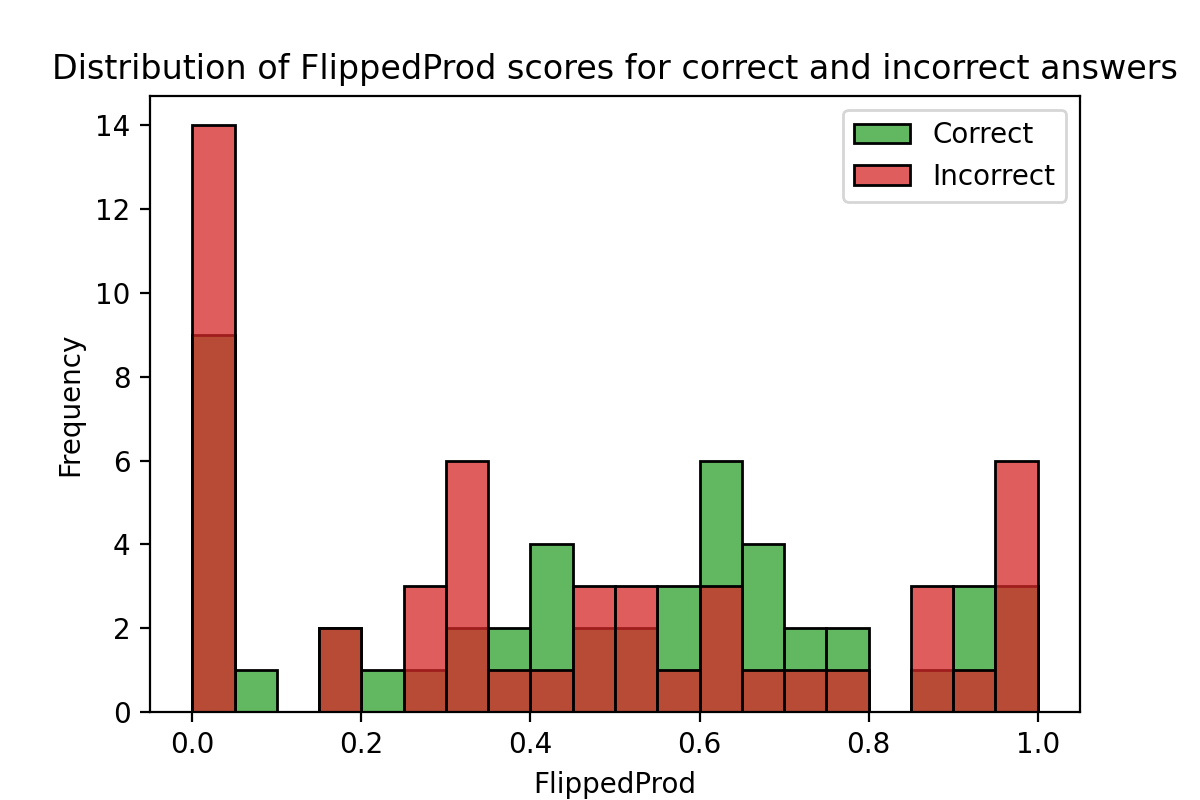 Distribution of FlippedProd scores for correct and incorrect answers
Correct
Incorrect
14
12
10
8
6
4
2
0
Frequency
0.0 0.2 0.4 0.6 0.8 1.0
FlippedProd